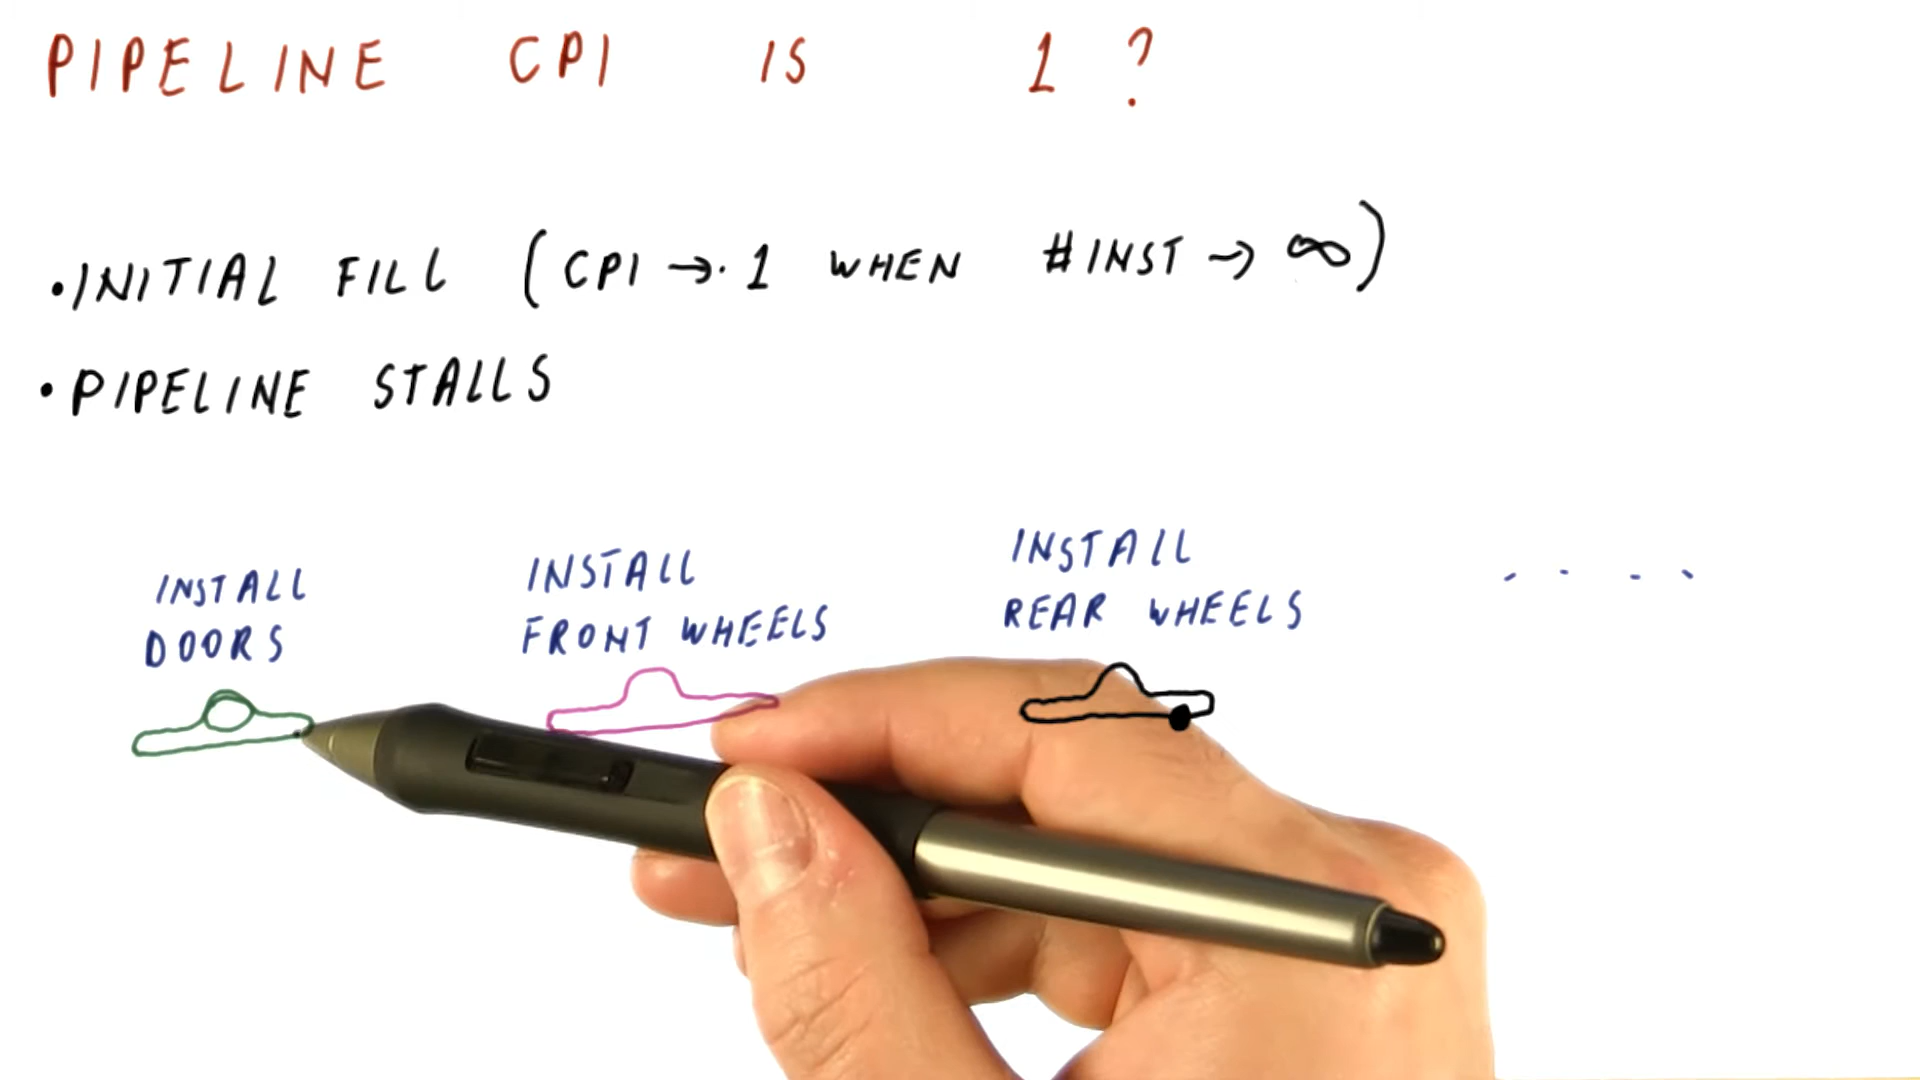 PIPELINE CPI IS 1 ?
• INITIAL FILL (CPI → 1 WHEN #INST → ∞)
• PIPELINE STALLS
INSTALL DOORS
INSTALL FRONT WHEELS
INSTALL REAR WHEELS
. . . .